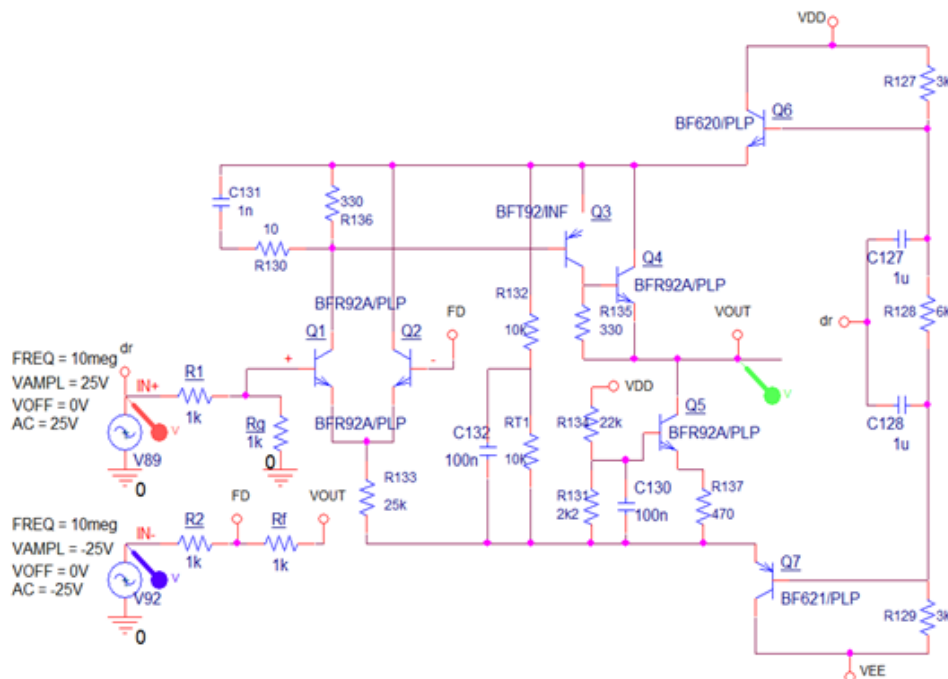 VDD
R127
3k
Q6
BF620/PLP
C131
1n
330
R136
BFT92/INF
Q3
10
R130
Q4
C127
1u
BFR92A/PLP
BFR92A/PLP
R132
R135
330
R128
6k
10k
VOUT
dr
Q1
Q2
FD
FREQ = 10meg
dr
VAMPL = 25V
IN+
R1
+
-
VDD
C128
1u
VOFF = 0V
AC = 25V
1k
Rg
1k
BFR92A/PLP
C132
100n
RT1
10k
22k
Q5
BFR92A/PLP
V89
0
0
R133
25k
C130
100n
R131
2k2
R137
470
FD
VOUT
FREQ = 10meg
R2
Rf
VAMPL = -25V
IN-
VOFF = 0V
1k
1k
Q7
AC = -25V
V92
BF621/PLP
R129
3k
0
VEE